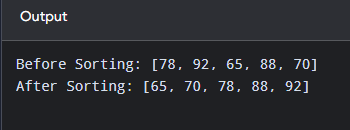 Output
Before Sorting: [78, 92, 65, 88, 70]
After Sorting: [65, 70, 78, 88, 92]